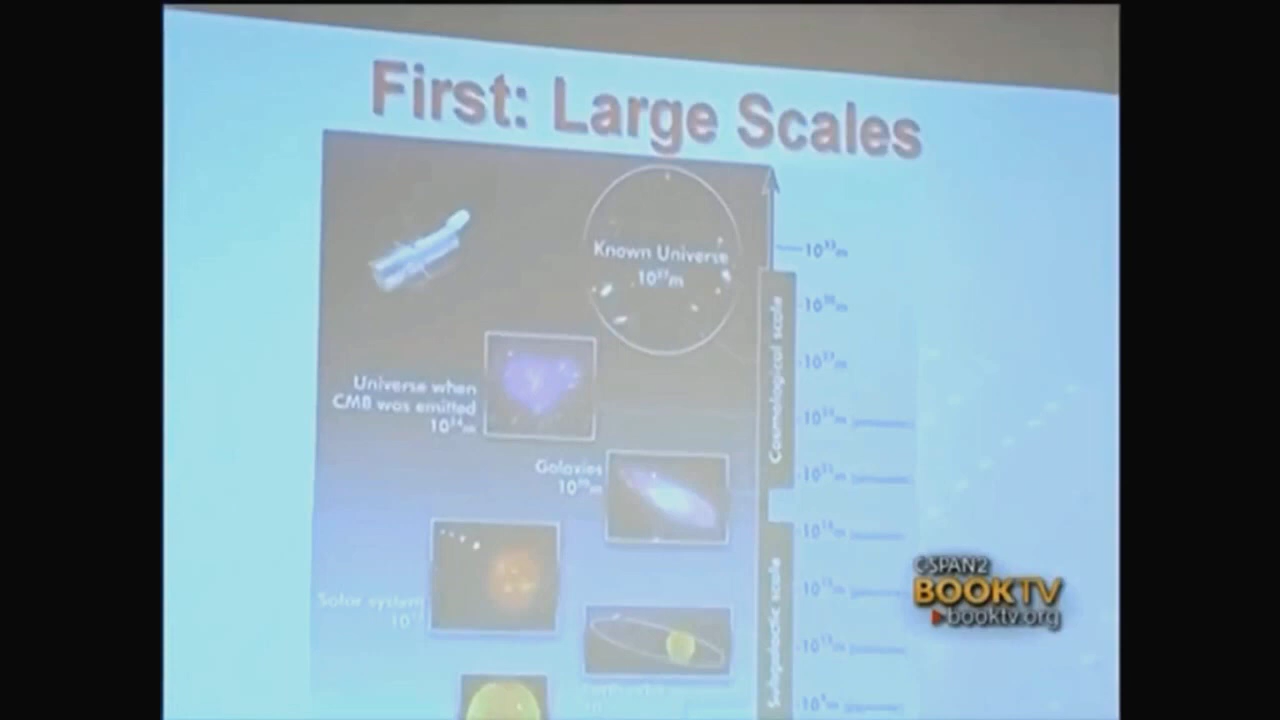 First: Large Scales
Known Universe
10²⁷m
Universe when
CMB was emitted
10²⁴m
Galaxies
10²⁰m
Solar system
Cosmological scale
Subgalactic scale
10³³m
10³⁰m
10²⁷m
10²⁴m
10²¹m
10¹⁸m
10¹⁵m
10¹²m
10⁹m
C-SPAN2
BOOKTV
booktv.org